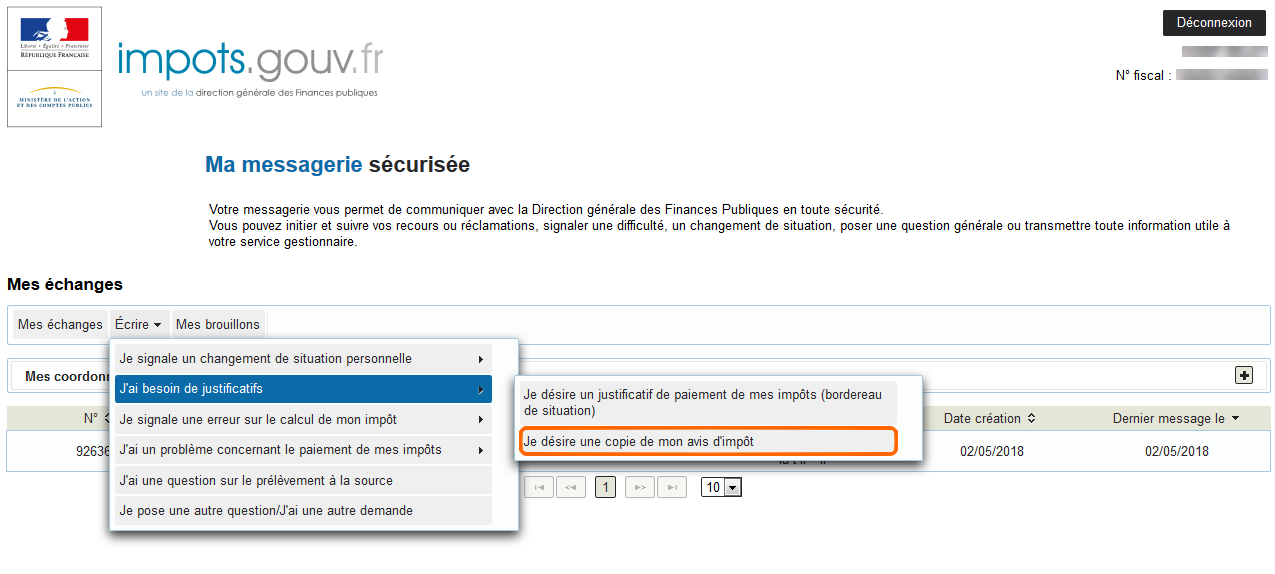 Liberté • Égalité • Fraternité
RÉPUBLIQUE FRANÇAISE
MINISTÈRE DE L'ACTION
ET DES COMPTES PUBLICS
impots.gouv.fr
un site de la direction générale des Finances publiques
Déconnexion
N° fiscal :
Ma messagerie sécurisée
Votre messagerie vous permet de communiquer avec la Direction générale des Finances Publiques en toute sécurité.
Vous pouvez initier et suivre vos recours ou réclamations, signaler une difficulté, un changement de situation, poser une question générale ou transmettre toute information utile à
votre service gestionnaire.
Mes échanges
Mes échanges Écrire Mes brouillons
Je signale un changement de situation personnelle
Mes coordonn
J'ai besoin de justificatifs
Je désire un justificatif de paiement de mes impôts (bordereau
de situation)
N° Date création Dernier message le
Je signale une erreur sur le calcul de mon impôt
Je désire une copie de mon avis d'impôt
92636 02/05/2018 02/05/2018
J'ai un problème concernant le paiement de mes impôts
J'ai une question sur le prélèvement à la source
1 10
Je pose une autre question/J'ai une autre demande